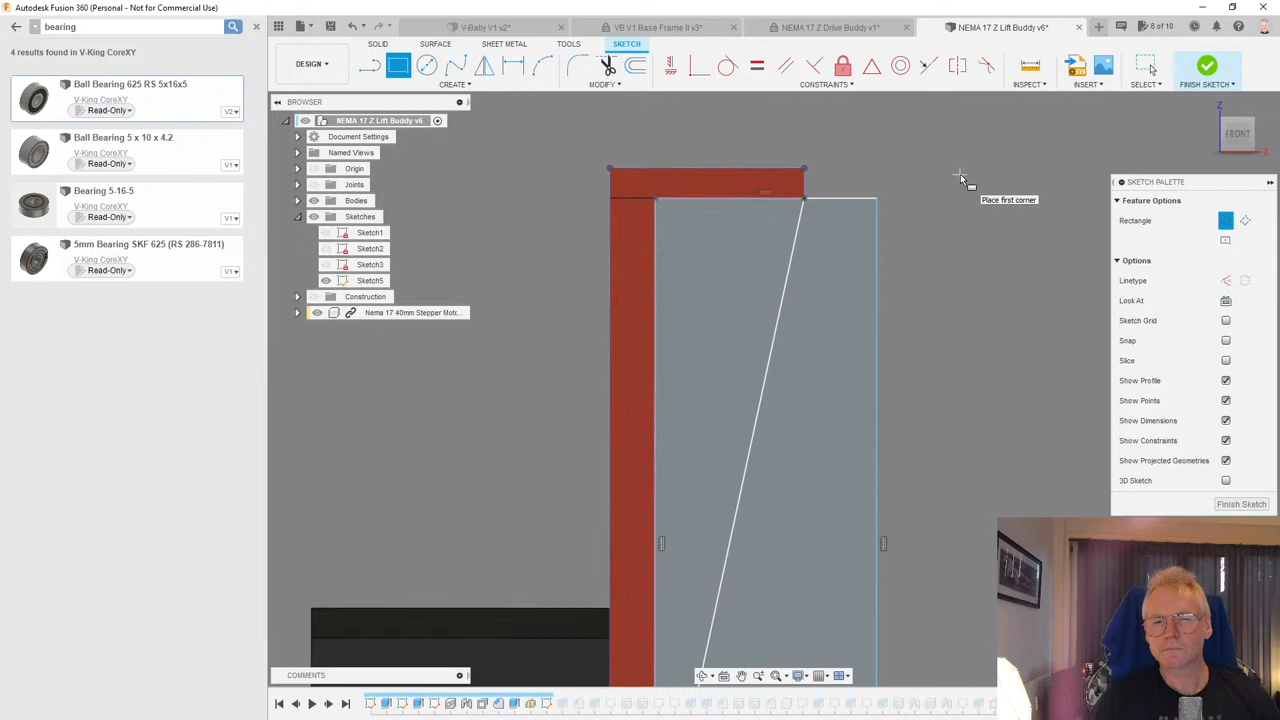 Autodesk Fusion 360 (Personal - Not for Commercial Use)
bearing
V-Baby V1 v2*
VB V1 Base Frame II v3*
NEMA 17 Z Drive Buddy v1*
NEMA 17 Z Lift Buddy v6*
8 of 10
4 results found in V-King CoreXY
SOLID
SURFACE
SHEET METAL
TOOLS
SKETCH
DESIGN
CREATE
MODIFY
CONSTRAINTS
INSPECT
INSERT
SELECT
FINISH SKETCH
Ball Bearing 625 RS 5x16x5
V-King CoreXY
Read-Only
V2
Ball Bearing 5 x 10 x 4.2
V-King CoreXY
Read-Only
V1
Bearing 5-16-5
V-King CoreXY
Read-Only
V1
5mm Bearing SKF 625 (RS 286-7811)
V-King CoreXY
Read-Only
V1
BROWSER
NEMA 17 Z Lift Buddy v6
Document Settings
Named Views
Origin
Joints
Bodies
Sketches
Sketch1
Sketch2
Sketch3
Sketch5
Construction
Nema 17 40mm Stepper Mot...
Z
FRONT
X
Place first corner
SKETCH PALETTE
Feature Options
Rectangle
Options
Linetype
Look At
Sketch Grid
Snap
Slice
Show Profile
Show Points
Show Dimensions
Show Constraints
Show Projected Geometries
3D Sketch
Finish Sketch
COMMENTS